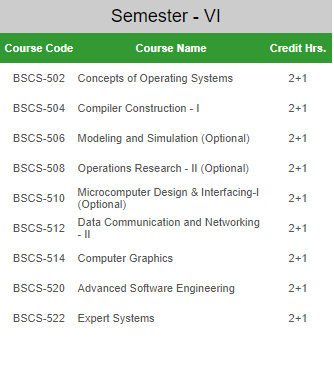 Semester - VI
Course Code Course Name Credit Hrs.
BSCS-502 Concepts of Operating Systems 2+1
BSCS-504 Compiler Construction - I 2+1
BSCS-506 Modeling and Simulation (Optional) 2+1
BSCS-508 Operations Research - II (Optional) 2+1
BSCS-510 Microcomputer Design & Interfacing-I 2+1
(Optional)
BSCS-512 Data Communication and Networking 2+1
- II
BSCS-514 Computer Graphics 2+1
BSCS-520 Advanced Software Engineering 2+1
BSCS-522 Expert Systems 2+1